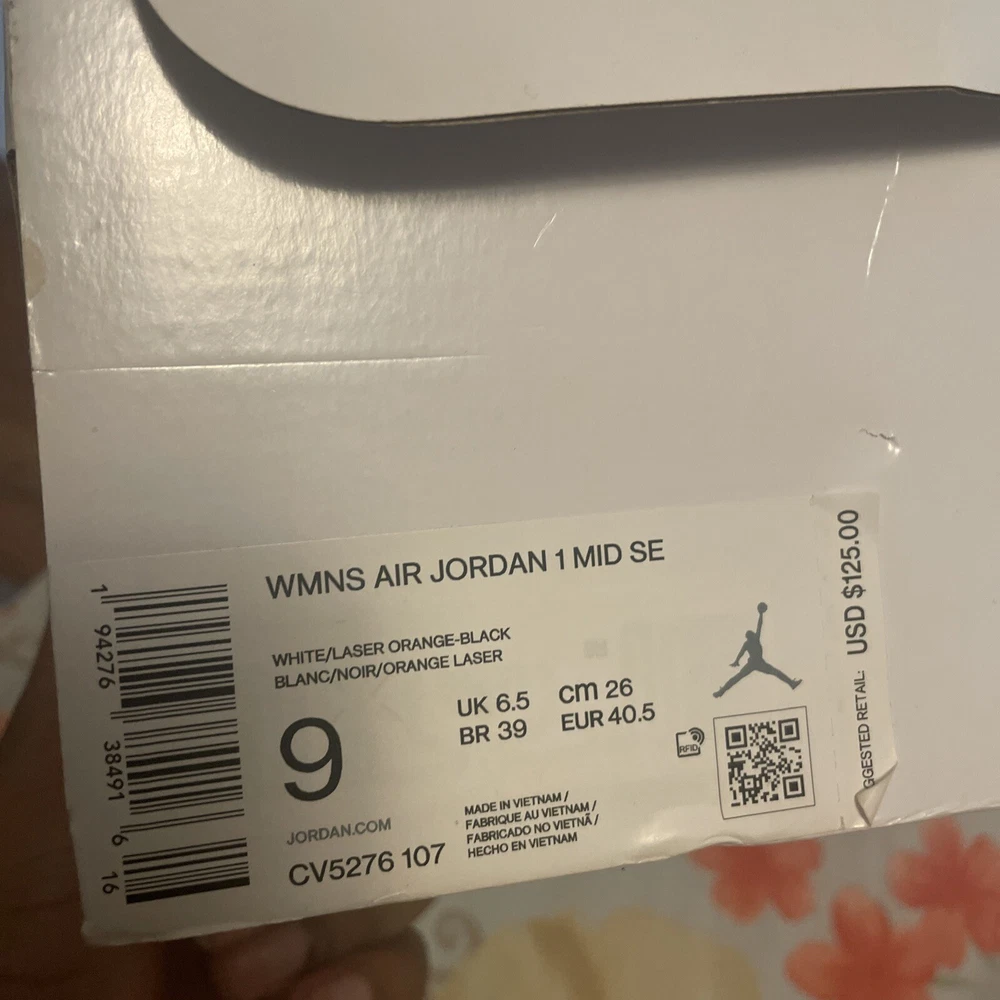 WMNS AIR JORDAN 1 MID SE
WHITE/LASER ORANGE-BLACK
BLANC/NOIR/ORANGE LASER
9
UK 6.5 cm 26
BR 39 EUR 40.5
RFID
JORDAN.COM
CV5276 107
MADE IN VIETNAM /
FABRIQUE AU VIETNAM /
FABRICADO NO VIETNÃ /
HECHO EN VIETNAM
1 94276 38491 6 16
GGESTED RETAIL: USD $125.00